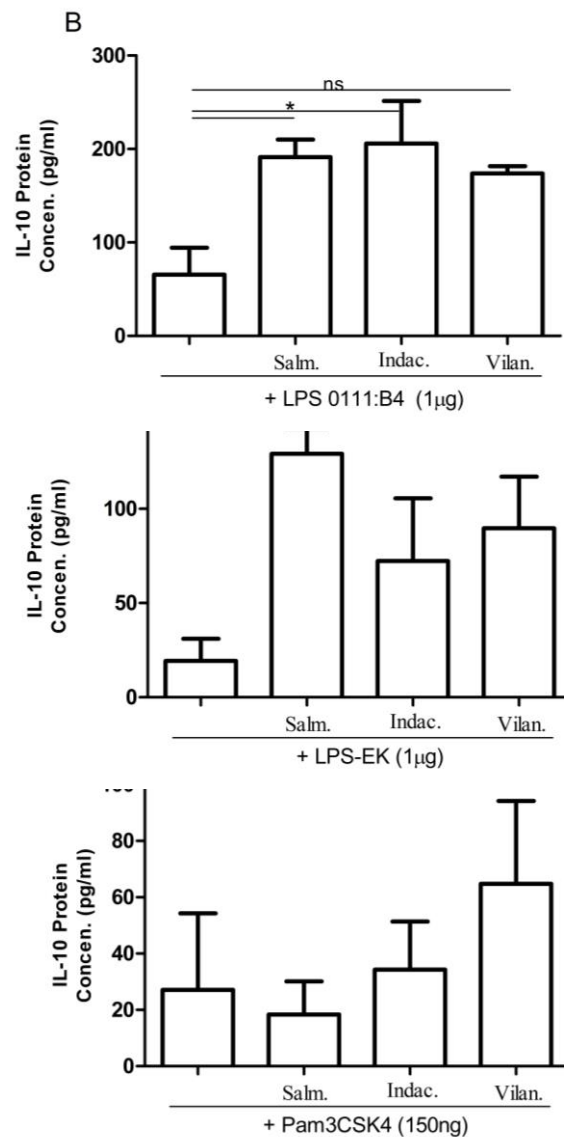 B
300
ns
*
200
IL-10 Protein
Concen. (pg/ml)
100
0
Salm. Indac. Vilan.
+ LPS 0111:B4 (1µg)
100
IL-10 Protein
Concen. (pg/ml)
50
0
Salm. Indac. Vilan.
+ LPS-EK (1µg)
80
IL-10 Protein
Concen. (pg/ml)
60
40
20
0
Salm. Indac. Vilan.
+ Pam3CSK4 (150ng)